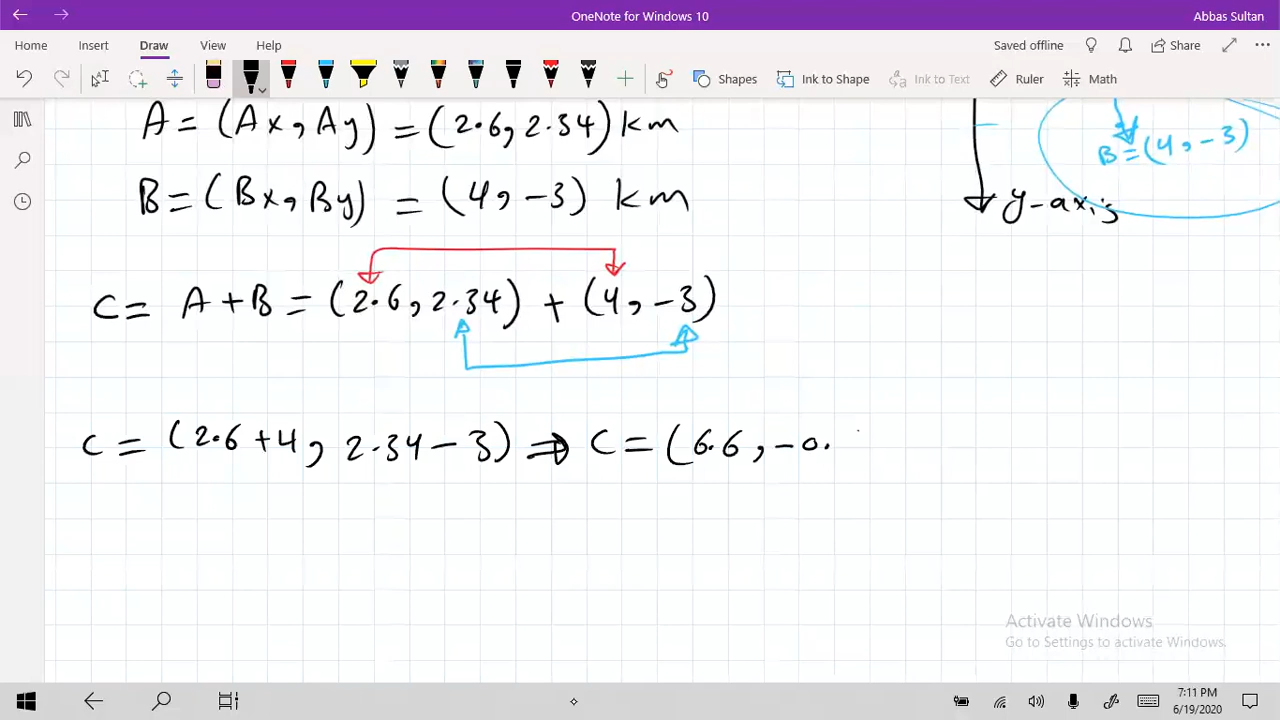 OneNote for Windows 10
Abbas Sultan
Home Insert Draw View Help Saved offline Share
Shapes Ink to Shape Ink to Text Ruler Math
A = (Ax, Ay) = (2.6, 2.34) km
B = (4, -3)
B = (Bx, By) = (4, -3) km
y-axis
C = A + B = (2.6, 2.34) + (4, -3)
C = (2.6 + 4, 2.34 - 3) ⇒ C = (6.6, -0.
Activate Windows
Go to Settings to activate Windows.
7:11 PM
6/19/2020